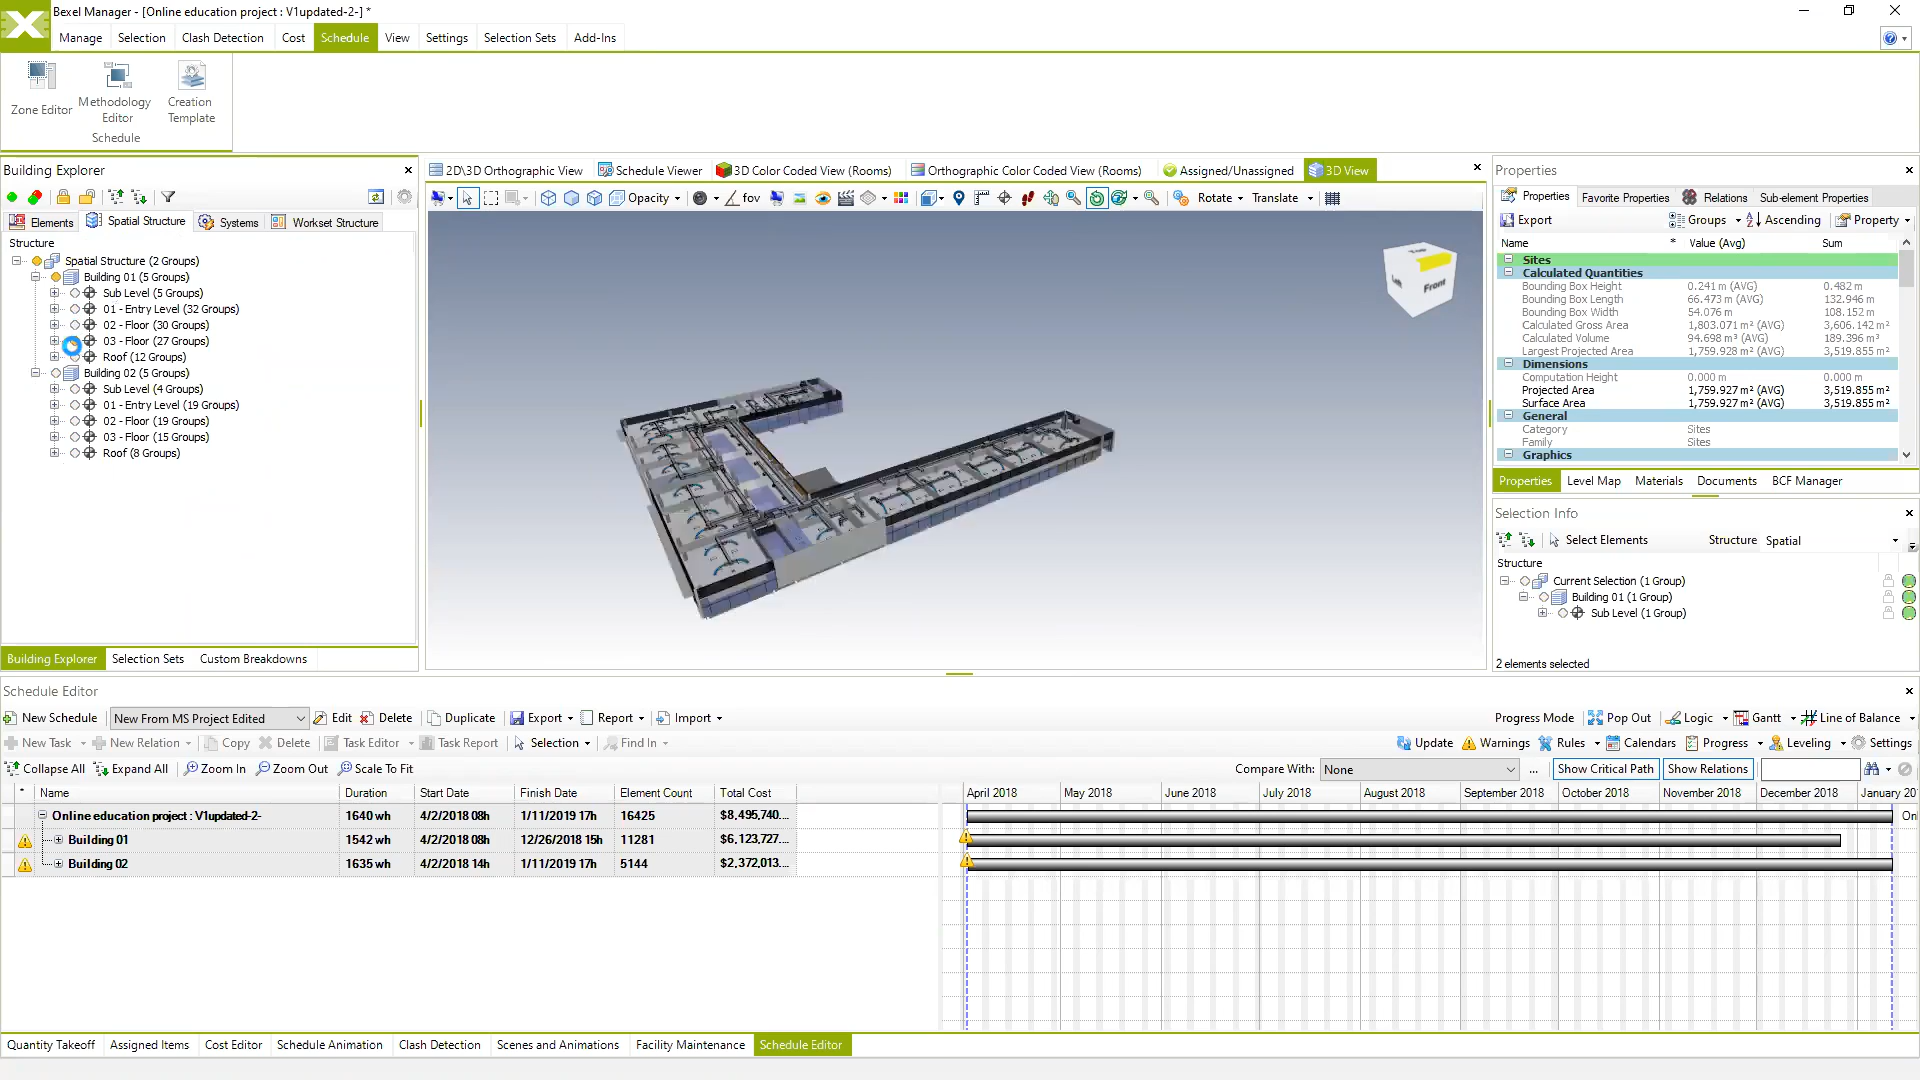 Bexel Manager - [Online education project : V1updated-2-] *
Manage Selection Clash Detection Cost Schedule View Settings Selection Sets Add-Ins
Zone Editor Methodology Editor Creation Template
Schedule
Building Explorer
Elements Spatial Structure Systems Workset Structure
Structure
Spatial Structure (2 Groups)
Building 01 (5 Groups)
Sub Level (5 Groups)
01 - Entry Level (32 Groups)
02 - Floor (30 Groups)
03 - Floor (27 Groups)
Roof (12 Groups)
Building 02 (5 Groups)
Sub Level (4 Groups)
01 - Entry Level (19 Groups)
02 - Floor (19 Groups)
03 - Floor (15 Groups)
Roof (8 Groups)
Building Explorer Selection Sets Custom Breakdowns
2D\3D Orthographic View Schedule Viewer 3D Color Coded View (Rooms) Orthographic Color Coded View (Rooms) Assigned/Unassigned 3D View
Opacity fov Rotate Translate
Front
Properties
Properties Favorite Properties Relations Sub-element Properties
Export Groups Ascending Property
Name * Value (Avg) Sum
Sites
Calculated Quantities
Bounding Box Height 0.241 m (AVG) 0.482 m
Bounding Box Length 66.473 m (AVG) 132.946 m
Bounding Box Width 54.076 m (AVG) 108.152 m
Calculated Gross Area 1,803.071 m² (AVG) 3,606.142 m²
Calculated Volume 94.698 m³ (AVG) 189.396 m³
Largest Projected Area 1,759.928 m² (AVG) 3,519.855 m²
Dimensions
Computation Height 0.000 m (AVG) 0.000 m
Projected Area 1,759.927 m² (AVG) 3,519.855 m²
Surface Area 1,759.927 m² (AVG) 3,519.855 m²
General
Category Sites
Family Sites
Graphics
Properties Level Map Materials Documents BCF Manager
Selection Info
Select Elements Structure Spatial
Structure
Current Selection (1 Group)
Building 01 (1 Group)
Sub Level (1 Group)
2 elements selected
Schedule Editor
New Schedule New From MS Project Edited Edit Delete Duplicate Export Report Import Progress Mode Pop Out Logic Gantt Line of Balance
New Task New Relation Copy Delete Task Editor Task Report Selection Find In Update Warnings Rules Calendars Progress Leveling Settings
Collapse All Expand All Zoom In Zoom Out Scale To Fit Compare With: None ... Show Critical Path Show Relations
* Name Duration Start Date Finish Date Element Count Total Cost April 2018 May 2018 June 2018 July 2018 August 2018 September 2018 October 2018 November 2018 December 2018 January 20
Online education project : V1updated-2- 1640 wh 4/2/2018 08h 1/11/2019 17h 16425 $8,495,740.... Onl
Building 01 1542 wh 4/2/2018 08h 12/26/2018 15h 11281 $6,123,727....
Building 02 1635 wh 4/2/2018 14h 1/11/2019 17h 5144 $2,372,013....
Quantity Takeoff Assigned Items Cost Editor Schedule Animation Clash Detection Scenes and Animations Facility Maintenance Schedule Editor